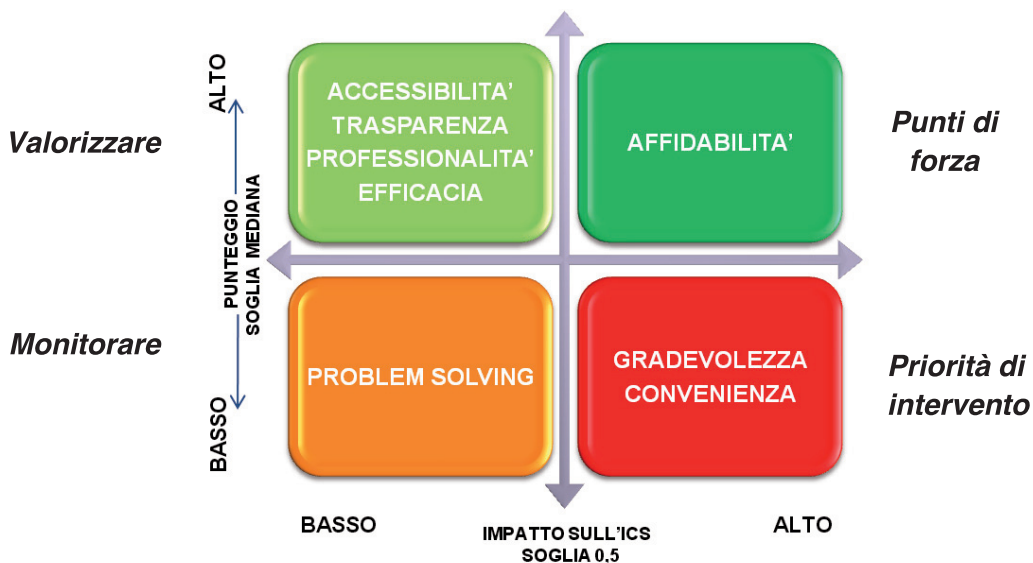 Valorizzare
ALTO
PUNTEGGIO
SOGLIA MEDIANA
BASSO
Monitorare
ACCESSIBILITA’
TRASPARENZA
PROFESSIONALITA’
EFFICACIA
AFFIDABILITA’
Punti di
forza
PROBLEM SOLVING
GRADEVOLEZZA
CONVENIENZA
Priorità di
intervento
BASSO
IMPATTO SULL’ICS
SOGLIA 0,5
ALTO